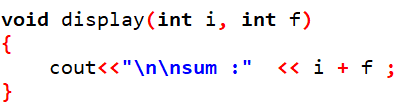 void display(int i, int f)
{
    cout<<"\n\nsum :"  << i + f ;
}